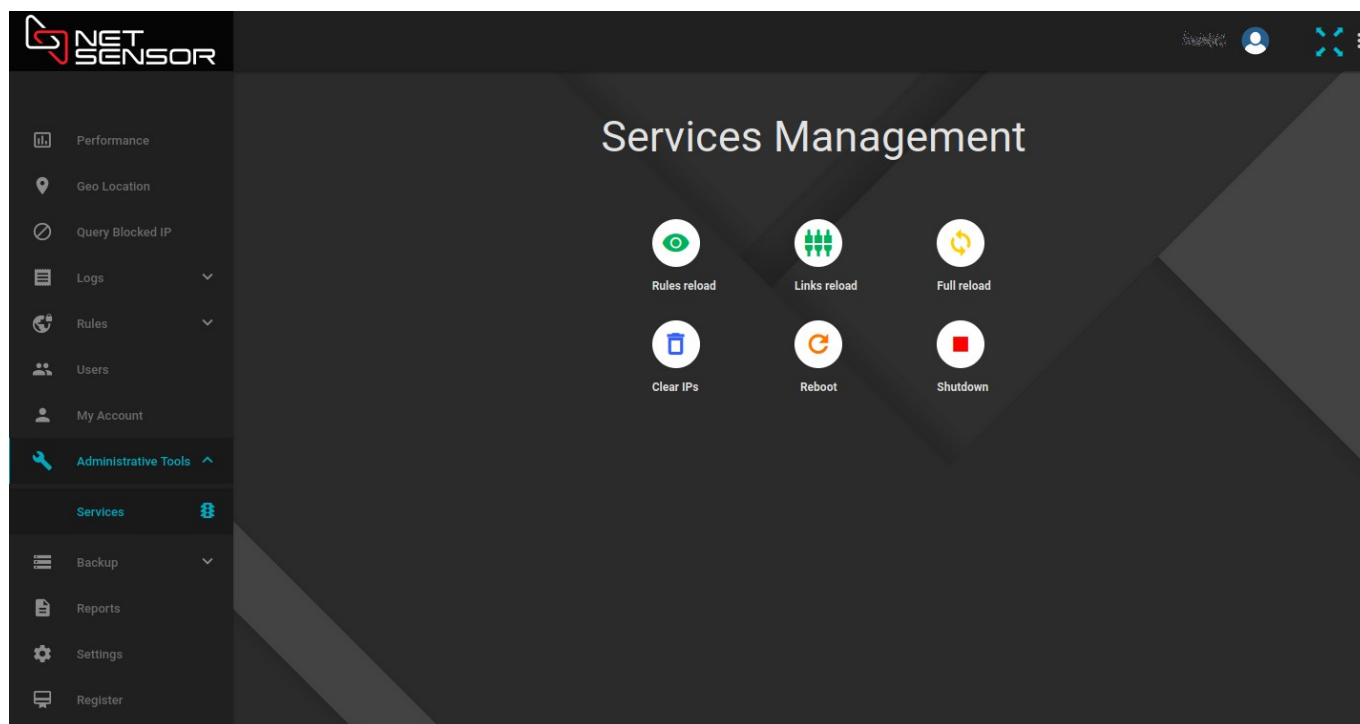 NET
SENSOR
Performance
Geo Location
Query Blocked IP
Logs
Rules
Users
My Account
Administrative Tools
Services
Backup
Reports
Settings
Register
Services Management
Rules reload
Links reload
Full reload
Clear IPs
Reboot
Shutdown